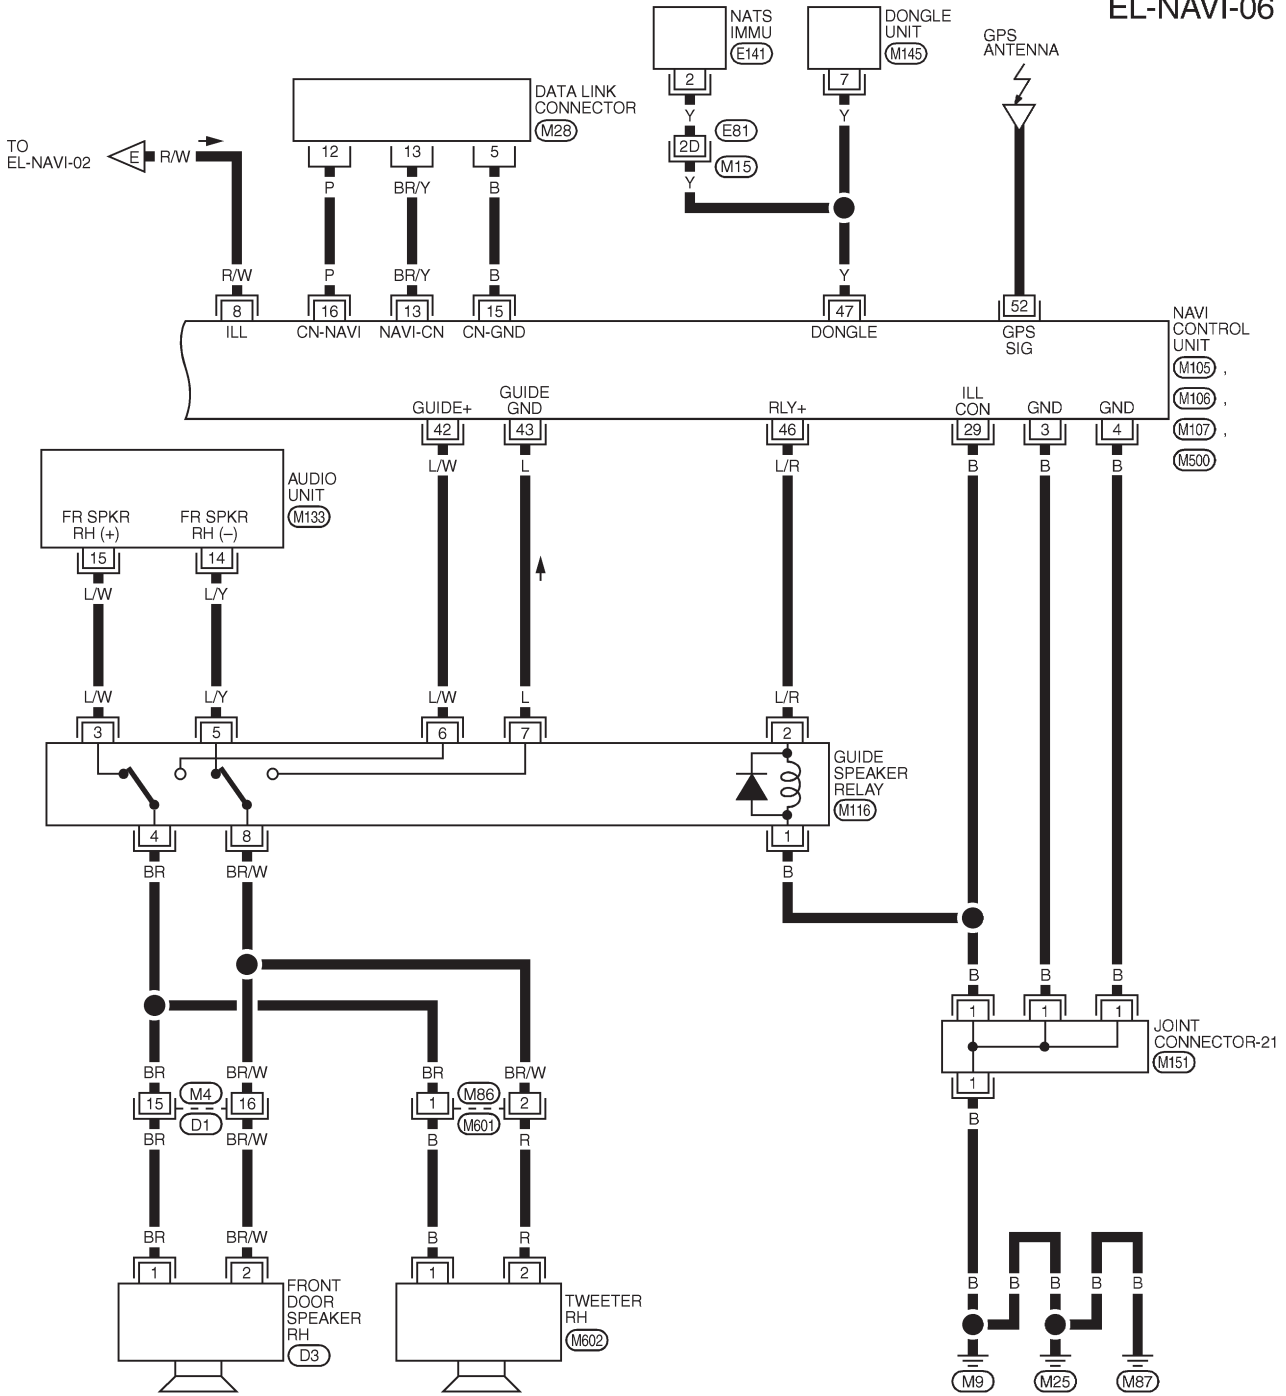 EL-NAVI-06
NATS
IMMU
E141
DONGLE
UNIT
M145
GPS
ANTENNA
DATA LINK
CONNECTOR
M28
2
7
TO
EL-NAVI-02
E
R/W
12
13
5
Y
Y
2D
E81
M15
Y
P
BR/Y
B
R/W
P
BR/Y
B
Y
8
16
13
15
47
52
ILL
CN-NAVI
NAVI-CN
CN-GND
DONGLE
GPS
SIG
NAVI
CONTROL
UNIT
M105 ,
M106 ,
M107 ,
M500
GUIDE+
GUIDE
GND
RLY+
ILL
CON
GND
GND
42
43
46
29
3
4
L/W
L
L/R
B
B
B
AUDIO
UNIT
M133
FR SPKR
RH (+)
FR SPKR
RH (–)
15
14
L/W
L/Y
L/W
L/Y
L/W
L
L/R
3
5
6
7
2
GUIDE
SPEAKER
RELAY
M116
4
8
1
BR
BR/W
B
B
B
B
1
1
1
JOINT
CONNECTOR-21
M151
1
B
BR
BR/W
BR
BR/W
15
M4
D1
16
1
M86
M601
2
BR
BR/W
B
R
BR
BR/W
B
R
1
2
1
2
FRONT
DOOR
SPEAKER
RH
D3
TWEETER
RH
M602
B
B
B
B
B
M9
M25
M87